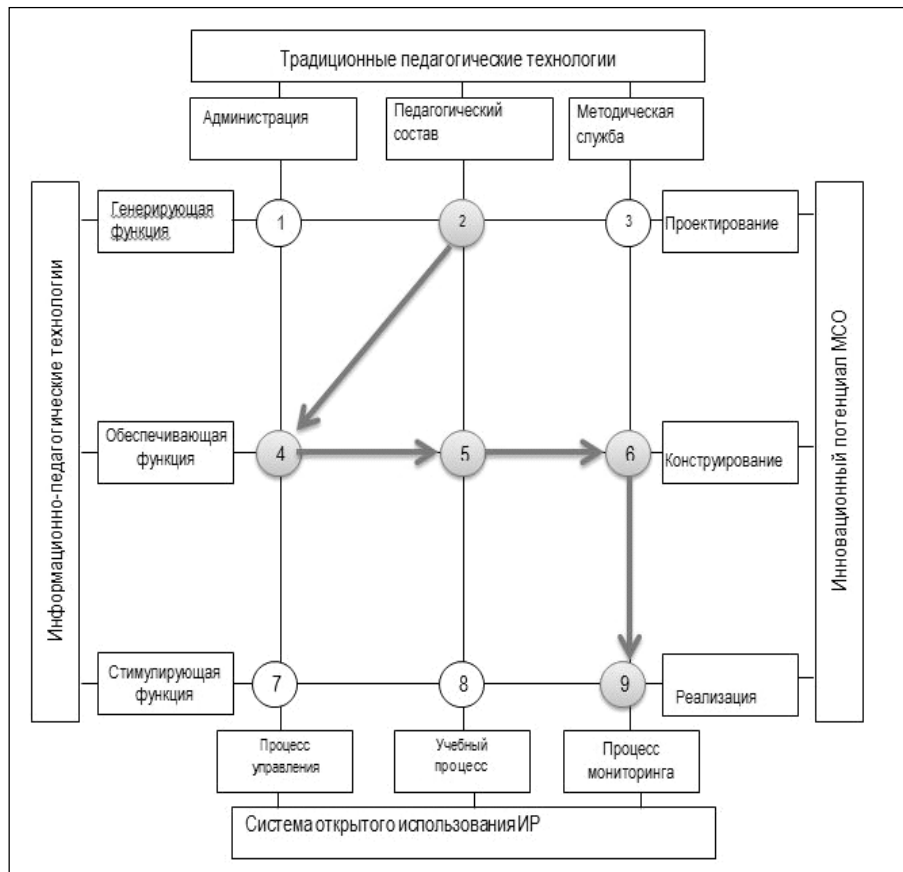 Традиционные педагогические технологии
Администрация
Педагогический
состав
Методическая
служба
Информационно-педагогические технологии
Генерирующая
функция
1
2
3
Проектирование
Инновационный потенциал МСО
Обеспечивающая
функция
4
5
6
Конструирование
Стимулирующая
функция
7
8
9
Реализация
Процесс
управления
Учебный
процесс
Процесс
мониторинга
Система открытого использования ИР